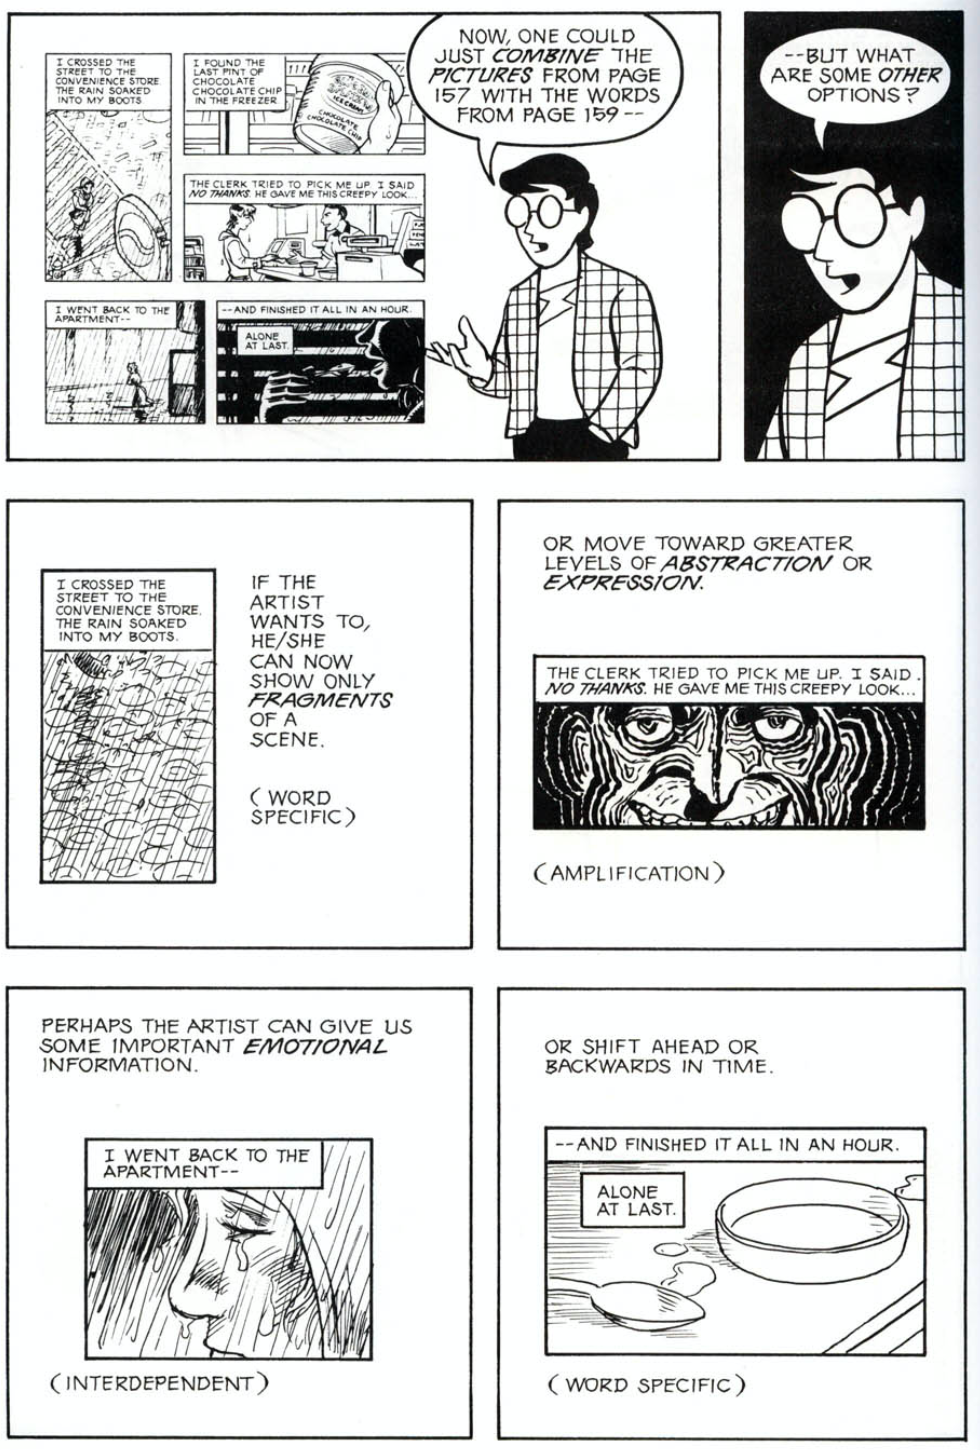 I CROSSED THE
STREET TO THE
CONVENIENCE STORE.
THE RAIN SOAKED
INTO MY BOOTS.
I FOUND THE
LAST PINT OF
CHOCOLATE
CHOCOLATE CHIP
IN THE FREEZER.
ICE CREAM
CHOCOLATE
CHOCOLATE CHIP
THE CLERK TRIED TO PICK ME UP. I SAID
NO THANKS. HE GAVE ME THIS CREEPY LOOK...
I WENT BACK TO THE
APARTMENT--
--AND FINISHED IT ALL IN AN HOUR.
ALONE
AT LAST.
NOW, ONE COULD
JUST COMBINE THE
PICTURES FROM PAGE
157 WITH THE WORDS
FROM PAGE 159 --
--BUT WHAT
ARE SOME OTHER
OPTIONS?
I CROSSED THE
STREET TO THE
CONVENIENCE STORE.
THE RAIN SOAKED
INTO MY BOOTS.
IF THE
ARTIST
WANTS TO,
HE/SHE
CAN NOW
SHOW ONLY
FRAGMENTS
OF A
SCENE.
(WORD
SPECIFIC)
OR MOVE TOWARD GREATER
LEVELS OF ABSTRACTION OR
EXPRESSION.
THE CLERK TRIED TO PICK ME UP. I SAID.
NO THANKS. HE GAVE ME THIS CREEPY LOOK...
(AMPLIFICATION)
PERHAPS THE ARTIST CAN GIVE US
SOME IMPORTANT EMOTIONAL
INFORMATION.
I WENT BACK TO THE
APARTMENT--
(INTERDEPENDENT)
OR SHIFT AHEAD OR
BACKWARDS IN TIME.
--AND FINISHED IT ALL IN AN HOUR.
ALONE
AT LAST.
(WORD SPECIFIC)